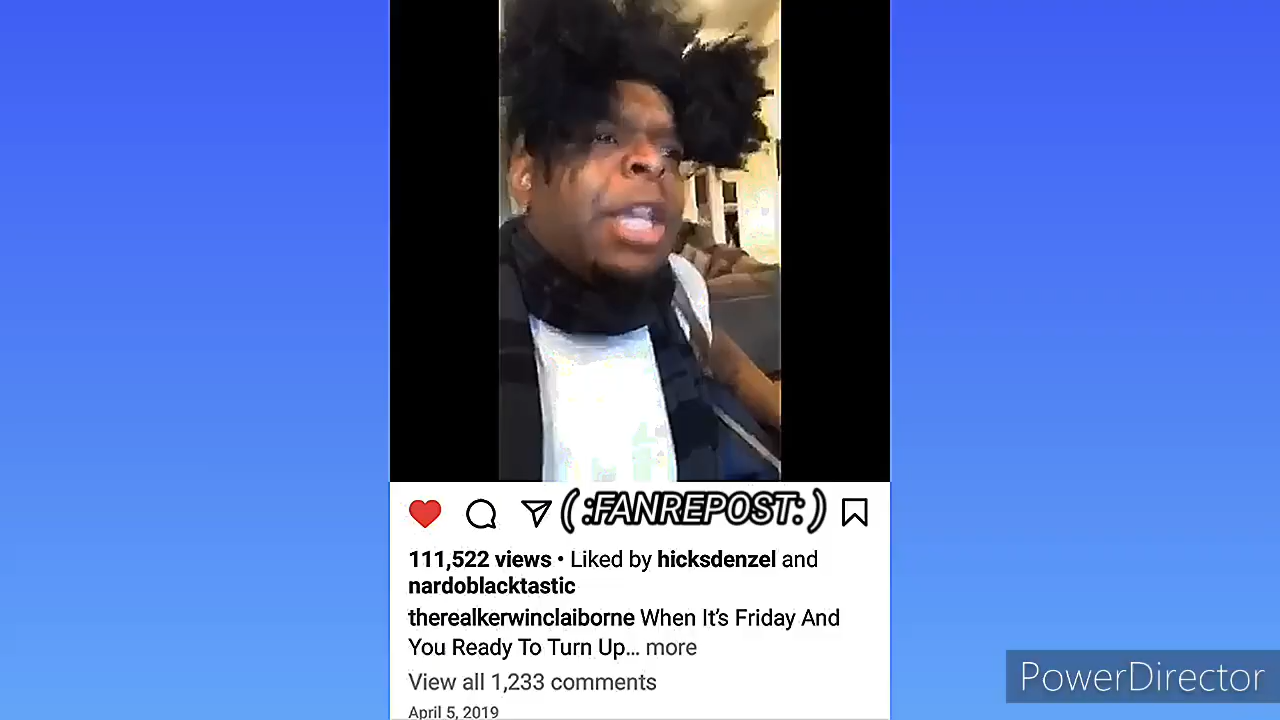 ( :FANREPOST: )
111,522 views • Liked by hicksdenzel and
nardoblacktastic
therealkerwinclaiborne When It’s Friday And
You Ready To Turn Up... more
View all 1,233 comments
April 5, 2019
PowerDirector